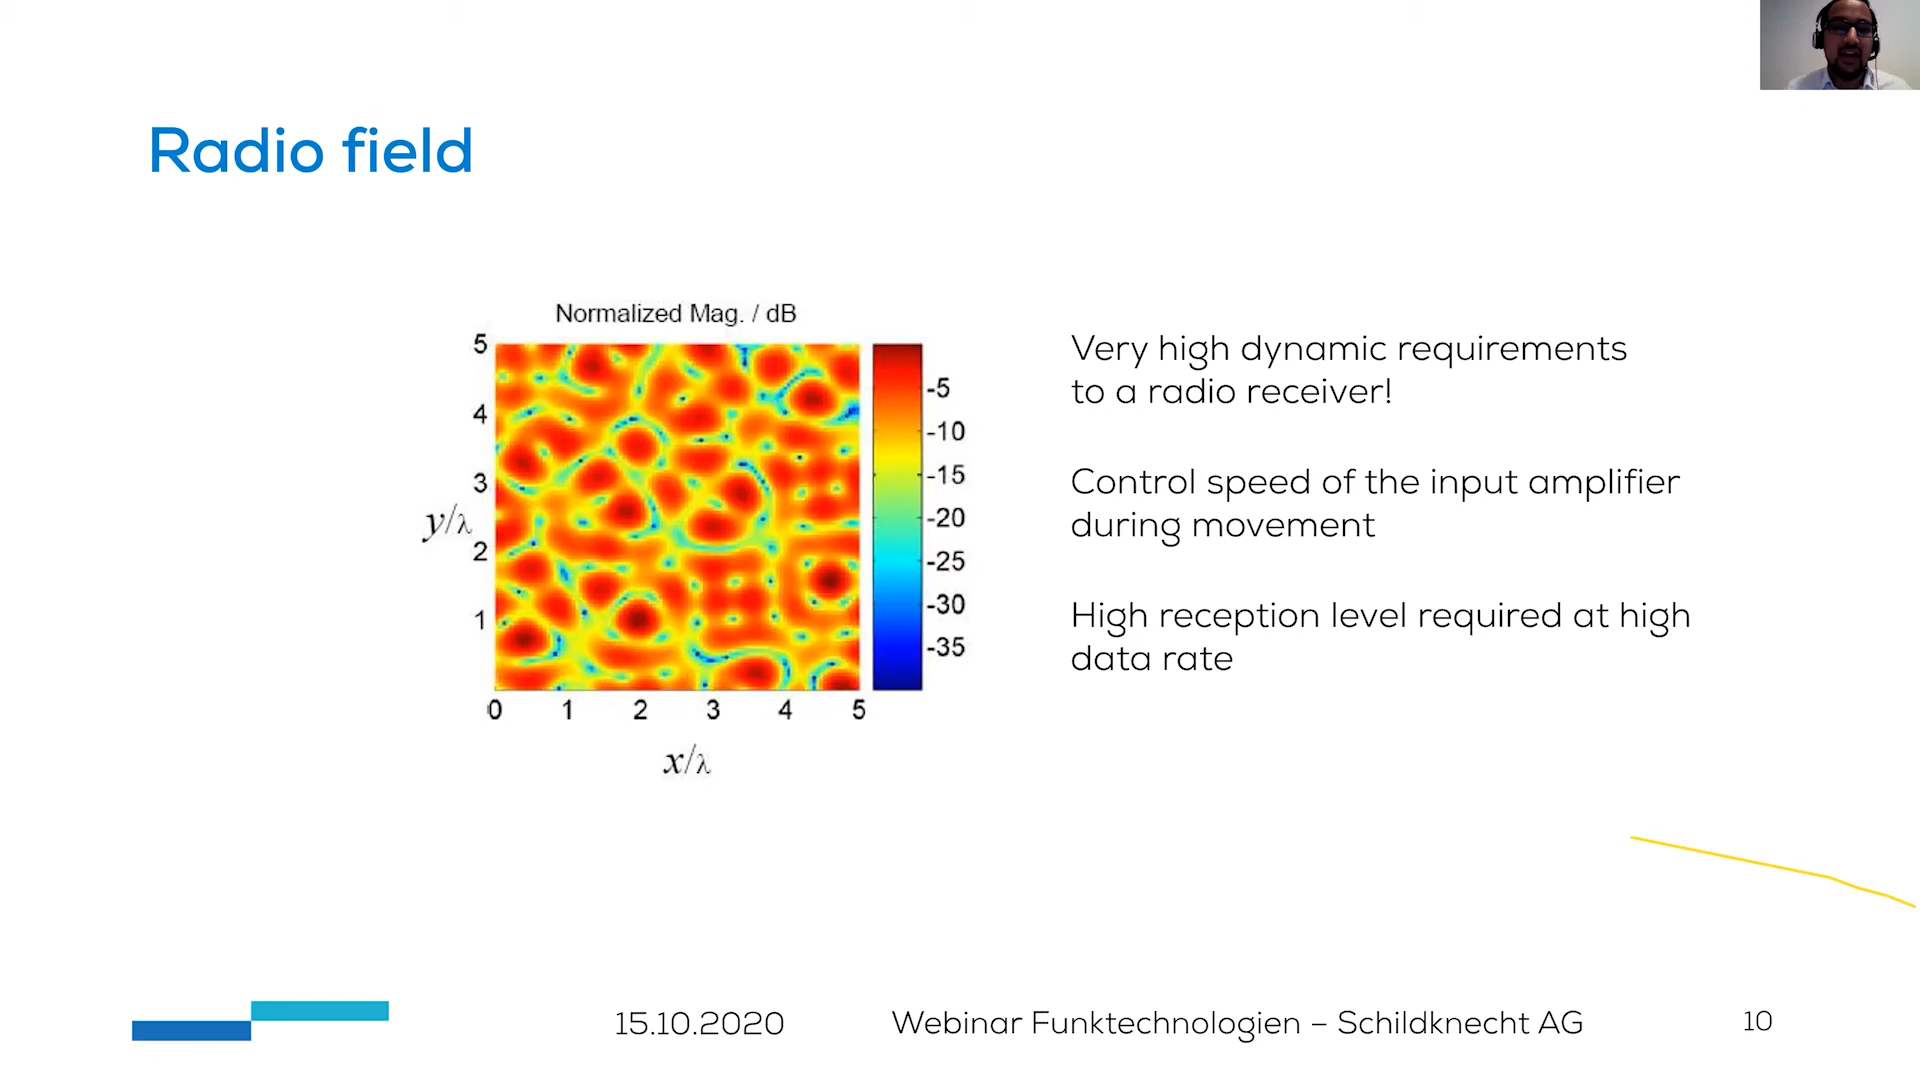 Radio field
Normalized Mag. / dB
5
4
3
2
1
y/λ
0 1 2 3 4 5
x/λ
-5
-10
-15
-20
-25
-30
-35
Very high dynamic requirements
to a radio receiver!
Control speed of the input amplifier
during movement
High reception level required at high
data rate
15.10.2020
Webinar Funktechnologien – Schildknecht AG
10